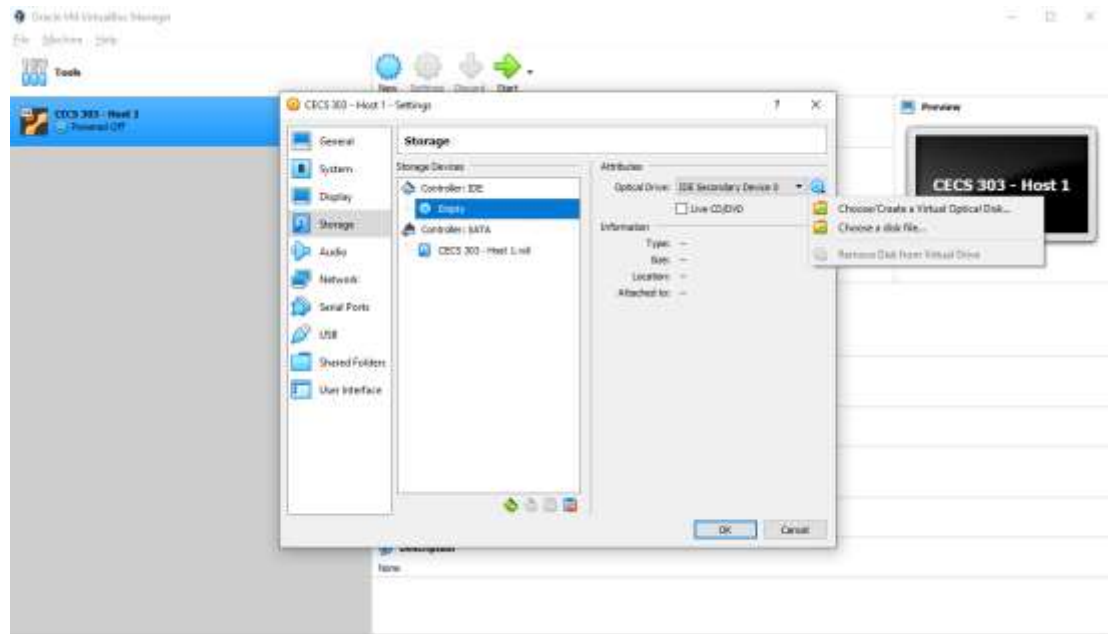 Oracle VM VirtualBox Manager
File Machine Help
Tools
New Settings Discard Start
CECS 303 - Host 1
Powered Off
CECS 303 - Host 1 - Settings
? ×
Preview
CECS 303 - Host 1
General
System
Display
Storage
Audio
Network
Serial Ports
USB
Shared Folders
User Interface
Storage
Storage Devices
Controller: IDE
Empty
Controller: SATA
CECS 303 - Host 1.vdi
Attributes
Optical Drive: IDE Secondary Device 0
Live CD/DVD
Information
Type: --
Size: --
Location: --
Attached to: --
Choose/Create a Virtual Optical Disk...
Choose a disk file...
Remove Disk from Virtual Drive
OK Cancel
Description
None